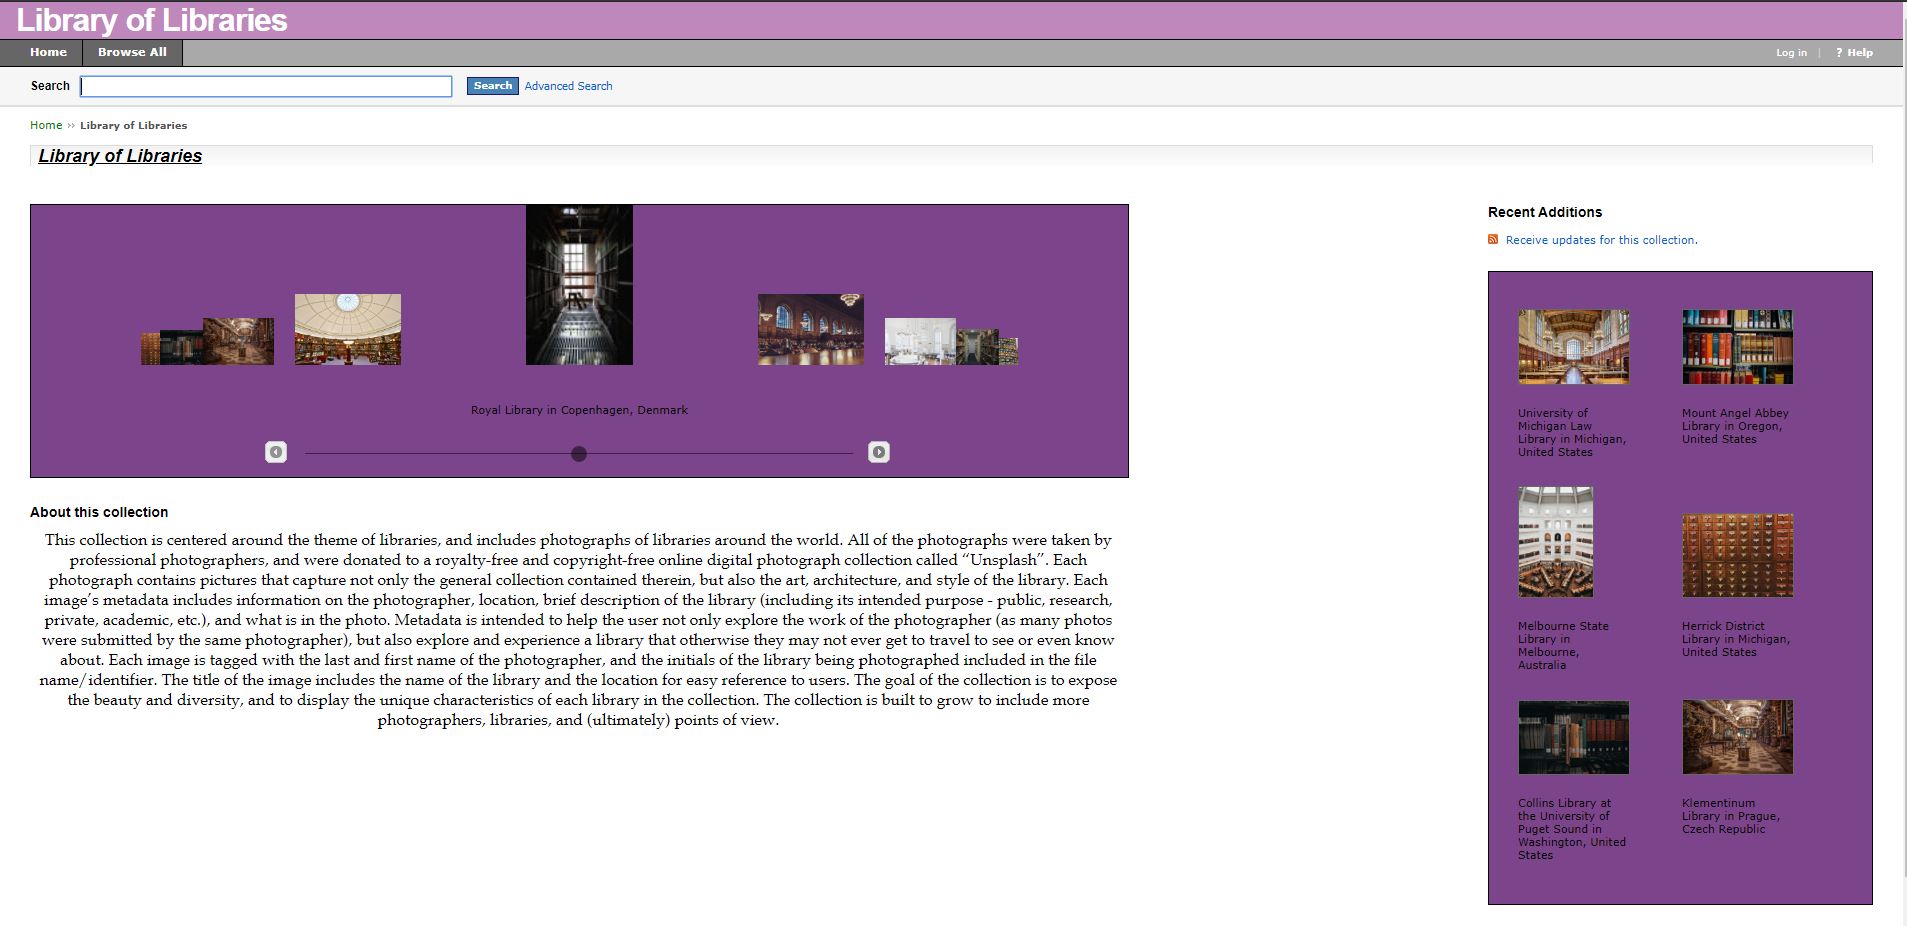 Library of Libraries
Home
Browse All
Log in | ? Help
Search
Search
Advanced Search
Home ›› Library of Libraries
Library of Libraries
Royal Library in Copenhagen, Denmark
About this collection
This collection is centered around the theme of libraries, and includes photographs of libraries around the world. All of the photographs were taken by
professional photographers, and were donated to a royalty-free and copyright-free online digital photograph collection called “Unsplash”. Each
photograph contains pictures that capture not only the general collection contained therein, but also the art, architecture, and style of the library. Each
image’s metadata includes information on the photographer, location, brief description of the library (including its intended purpose - public, research,
private, academic, etc.), and what is in the photo. Metadata is intended to help the user not only explore the work of the photographer (as many photos
were submitted by the same photographer), but also explore and experience a library that otherwise they may not ever get to travel to see or even know
about. Each image is tagged with the last and first name of the photographer, and the initials of the library being photographed included in the file
name/identifier. The title of the image includes the name of the library and the location for easy reference to users. The goal of the collection is to expose
the beauty and diversity, and to display the unique characteristics of each library in the collection. The collection is built to grow to include more
photographers, libraries, and (ultimately) points of view.
Recent Additions
Receive updates for this collection.
University of
Michigan Law
Library in Michigan,
United States
Mount Angel Abbey
Library in Oregon,
United States
Melbourne State
Library in
Melbourne,
Australia
Herrick District
Library in Michigan,
United States
Collins Library at
the University of
Puget Sound in
Washington, United
States
Klementinum
Library in Prague,
Czech Republic